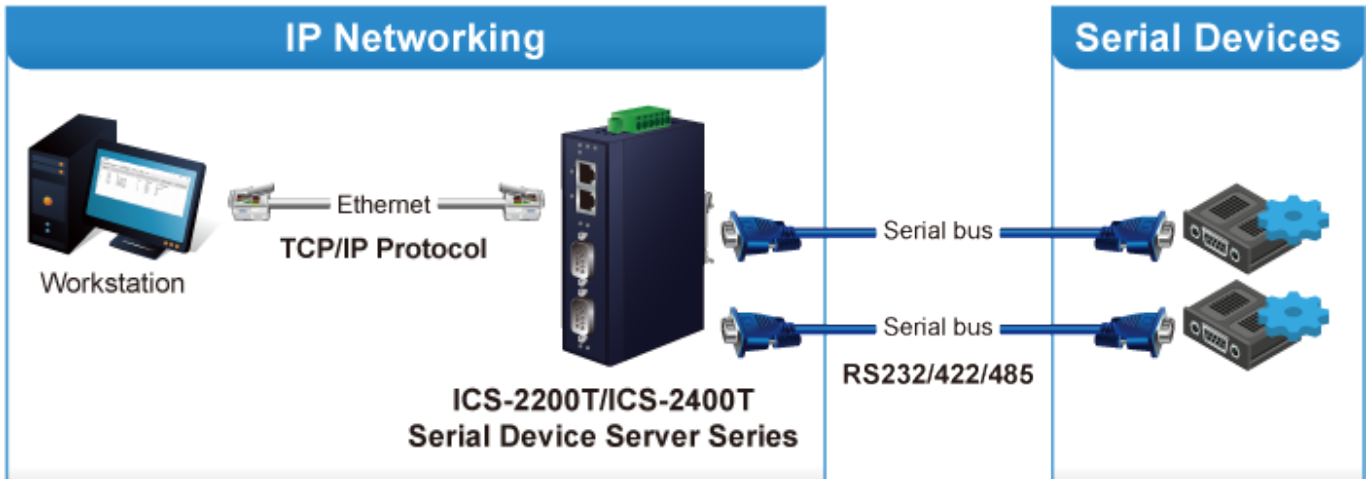 IP Networking
Serial Devices
Ethernet
TCP/IP Protocol
Workstation
Serial bus
Serial bus
RS232/422/485
ICS-2200T/ICS-2400T
Serial Device Server Series